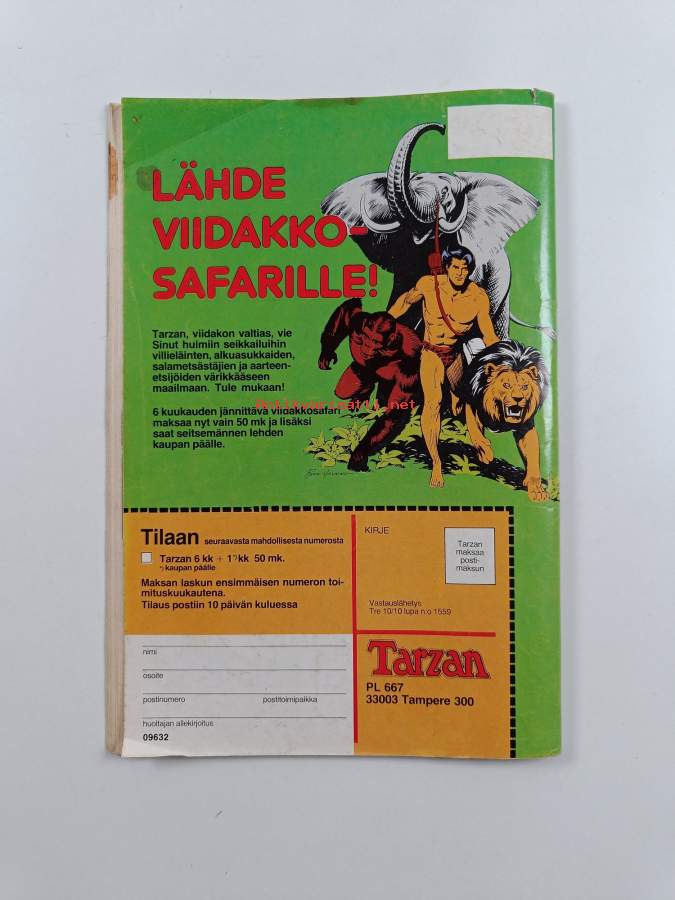 LÄHDE
VIIDAKKO-
SAFARILLE!
Tarzan, viidakon valtias, vie
Sinut huimiin seikkailuihin
villieläinten, alkuasukkaiden,
salametsästäjien ja aarteen-
etsijöiden värikkääseen
maailmaan. Tule mukaan!
6 kuukauden jännittävä viidakkosafari
maksaa nyt vain 50 mk ja lisäksi
saat seitsemännen lehden
kaupan päälle.
Antikvariaatti.net
Tilaan seuraavasta mahdollisesta numerosta
Tarzan 6 kk + 1*) kk 50 mk.
*) kaupan päälle
Maksan laskun ensimmäisen numeron toi-
mituskuukautena.
Tilaus postiin 10 päivän kuluessa
nimi
osoite
postinumero postitoimipaikka
huoltajan allekirjoitus
09632
KIRJE
Tarzan
maksaa
posti-
maksun
Vastauslähetys
Tre 10/10 lupa n:o 1559
Tarzan
PL 667
33003 Tampere 300